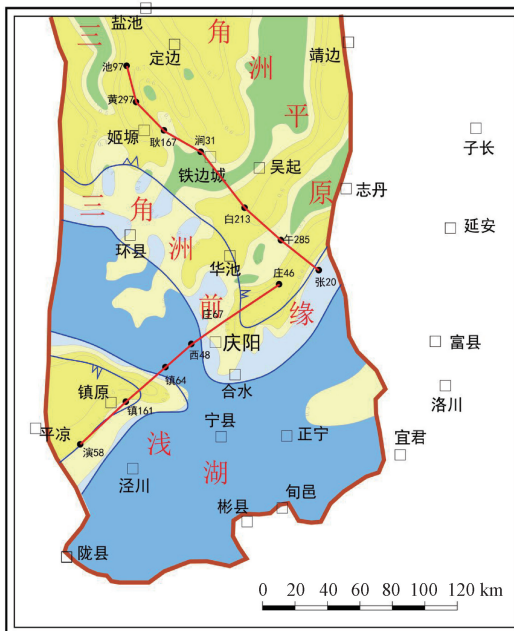 盐池
三 角 洲 平 原
定边
靖边
池97
黄297
姬塬
耿167
涧31
子长
铁边城
吴起
志丹
三 角 洲 前 缘
白213
延安
环县
午285
华池
庄46
张20
庄67
庆阳
西48
富县
镇64
合水
洛川
镇原
镇161
平凉
演58
浅 湖
宁县
正宁
宜君
泾川
旬邑
彬县
陇县
0 20 40 60 80 100 120 km